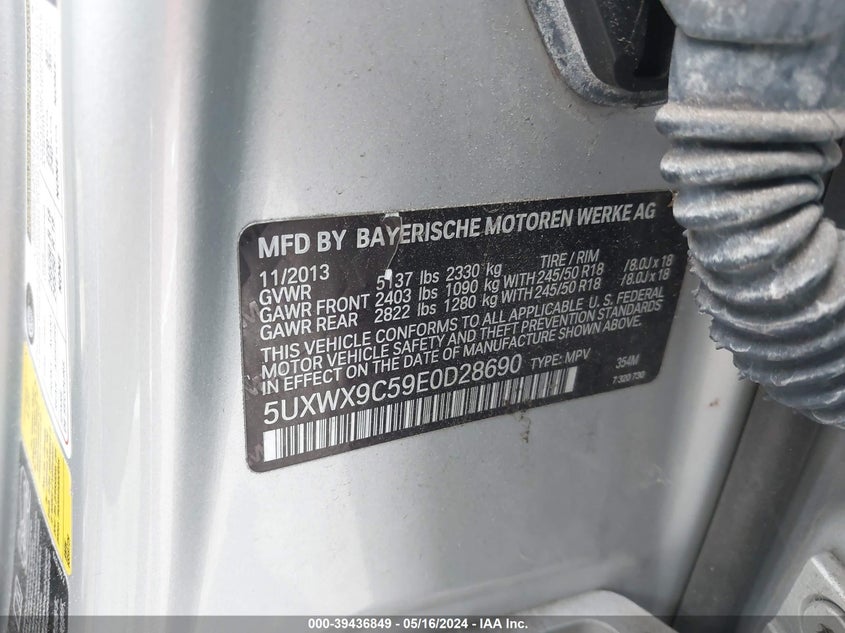 MFD BY BAYERISCHE MOTOREN WERKE AG
11/2013 TIRE / RIM
GVWR 5137 lbs 2330 kg
GAWR FRONT 2403 lbs 1090 kg WITH 245/50 R18 /8.0J x 18
GAWR REAR 2822 lbs 1280 kg WITH 245/50 R18 /8.0J x 18
THIS VEHICLE CONFORMS TO ALL APPLICABLE U. S. FEDERAL
MOTOR VEHICLE SAFETY AND THEFT PREVENTION STANDARDS
IN EFFECT ON THE DATE OF MANUFACTURE SHOWN ABOVE.
5UXWX9C59E0D28690 TYPE: MPV 354M
7 320 730
000-39436849 - 05/16/2024 - IAA Inc.